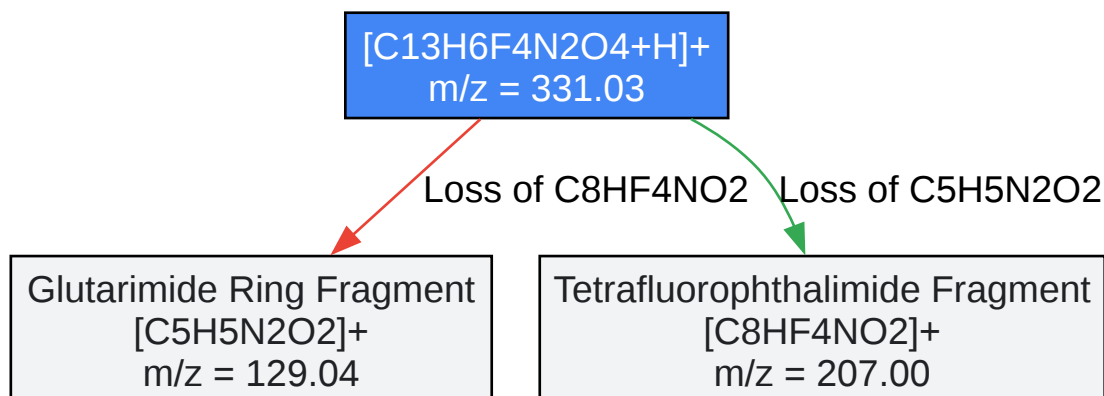 [C13H6F4N2O4+H]+
m/z = 331.03
Loss of C8HF4NO2
Loss of C5H5N2O2
Glutarimide Ring Fragment
[C5H5N2O2]+
m/z = 129.04
Tetrafluorophthalimide Fragment
[C8HF4NO2]+
m/z = 207.00